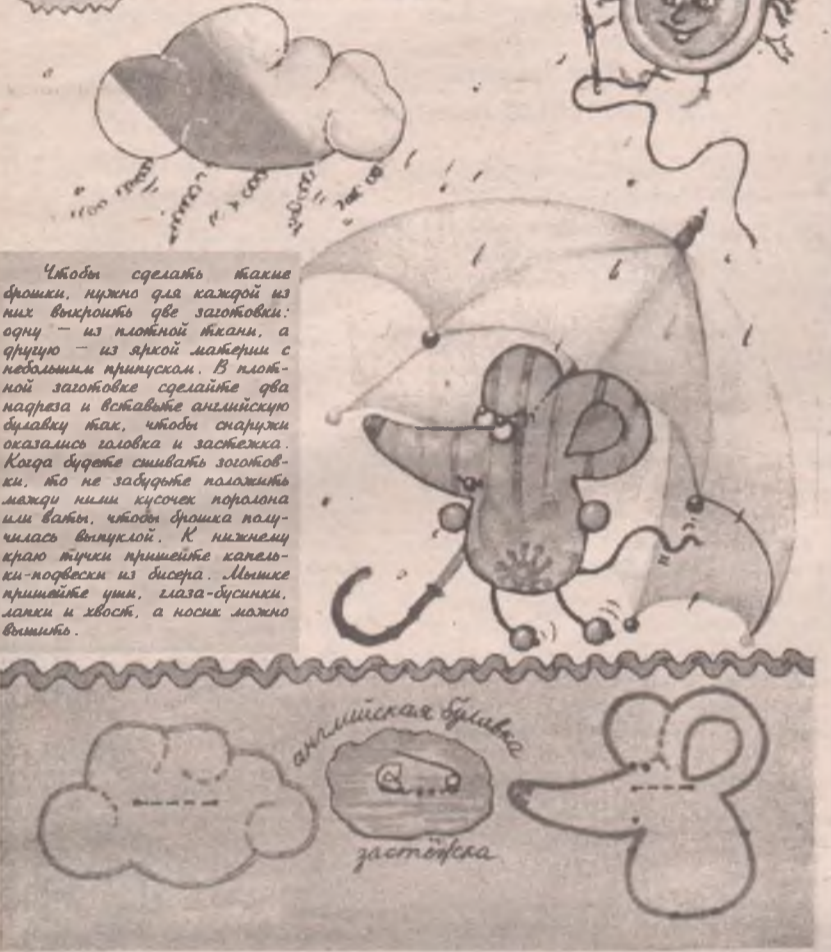 Чтобы сделать такие
брошки, нужно для каждой из
них выкроить две заготовки:
одну — из плотной ткани, а
другую — из яркой материи с
небольшим припуском. В плот-
ной заготовке сделайте два
надреза и вставьте английскую
булавку так, чтобы снаружи
оказались головка и застежка.
Когда будете сшивать зоготов-
ки, то не забудьте положить
между ними кусочек поролона
или ваты, чтобы брошка полу-
чилась выпуклой. К нижнему
краю тучки пришейте капель-
ки-подвески из бисера. Мышке
пришейте уши, глаза-бусинки,
лапки и хвост, а носик можно
вышить.
английская булавка
застёжка